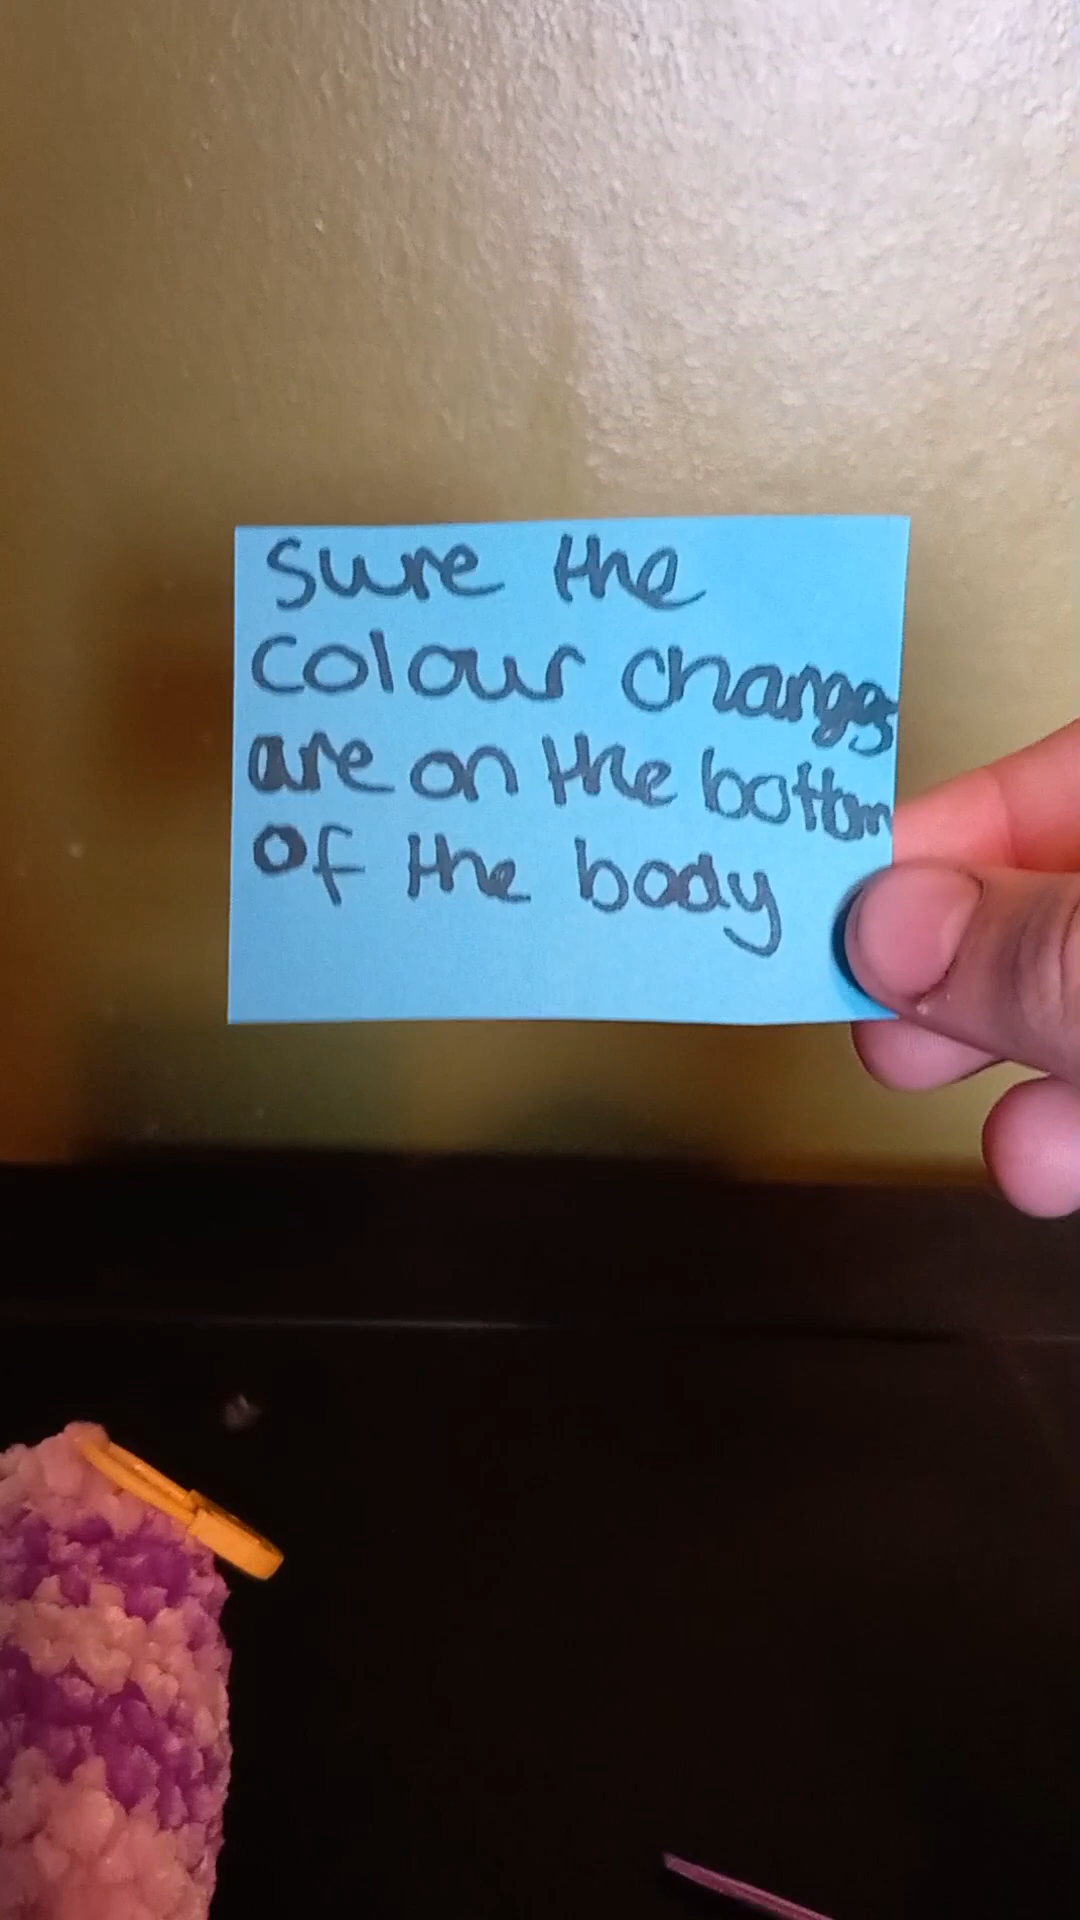 Sure the
colour changes
are on the bottom
of the body